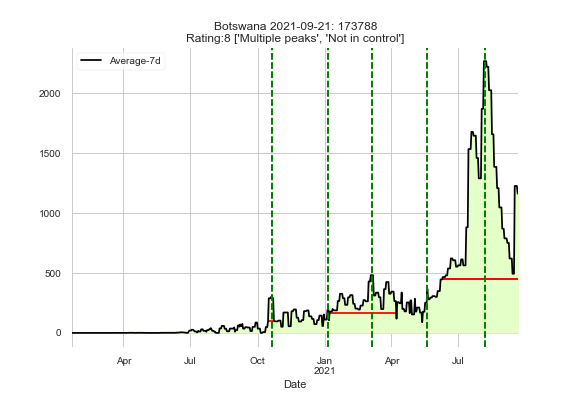 Botswana 2021-09-21: 173788
Rating:8 ['Multiple peaks', 'Not in control']
Average-7d
2000
1500
1000
500
0
Apr
Jul
Oct
Jan
2021
Apr
Jul
Date